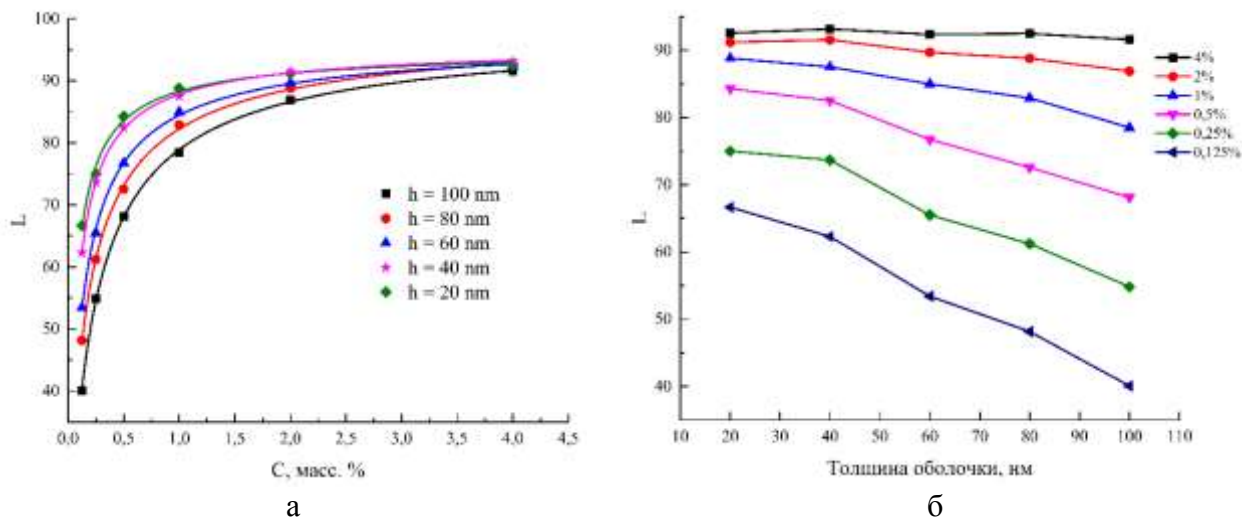 100
90
80
70
60
50
40
L
0,0 0,5 1,0 1,5 2,0 2,5 3,0 3,5 4,0 4,5
C, масс. %
h = 100 nm
h = 80 nm
h = 60 nm
h = 40 nm
h = 20 nm
а
90
80
70
60
50
40
L
10 20 30 40 50 60 70 80 90 100 110
Толщина оболочки, нм
4%
2%
1%
0,5%
0,25%
0,125%
б